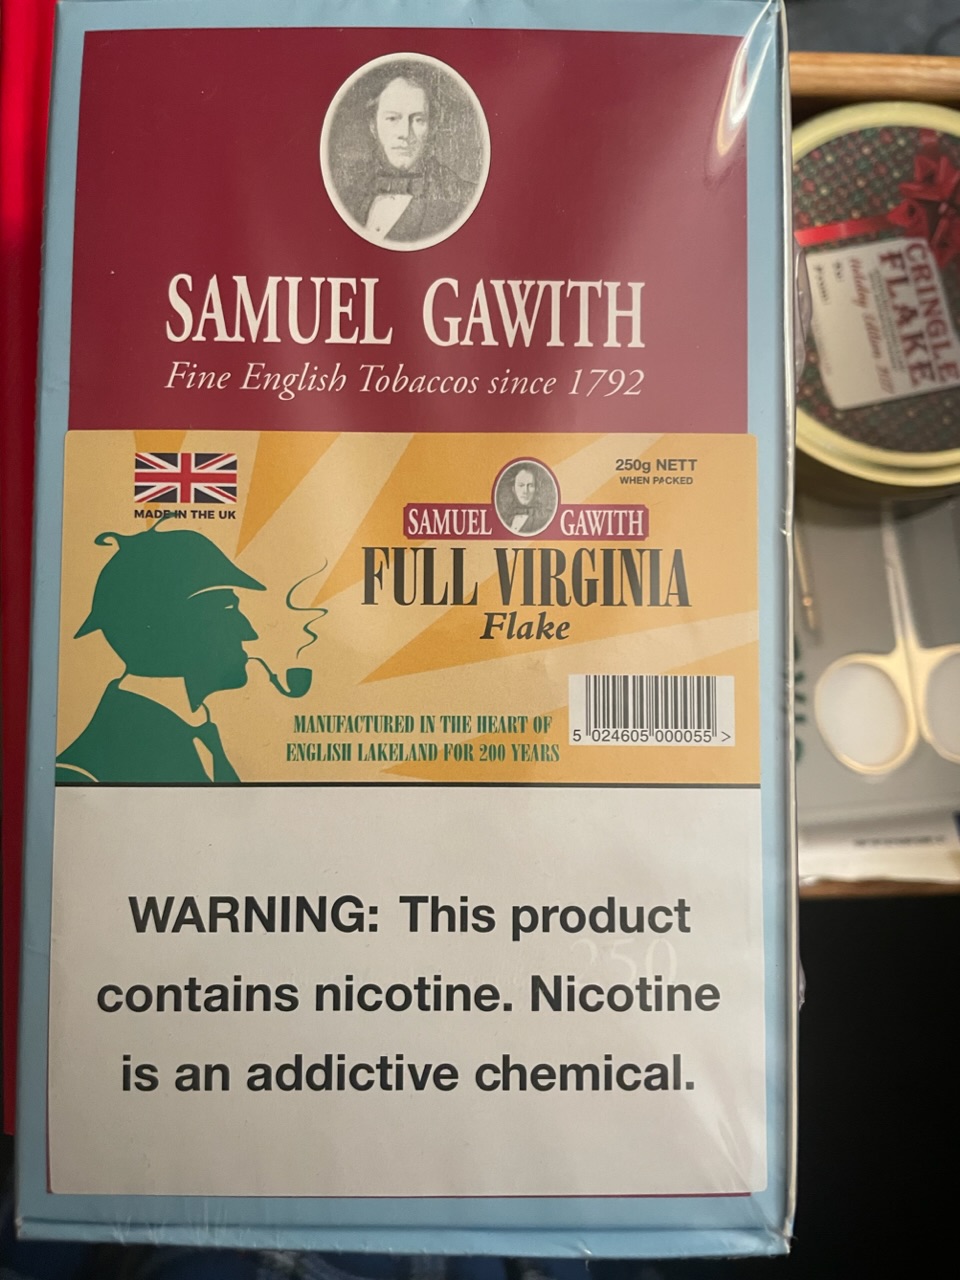 SAMUEL GAWITH
Fine English Tobaccos since 1792
MADE IN THE UK
250g NETT
WHEN PACKED
SAMUEL GAWITH
FULL VIRGINIA
Flake
MANUFACTURED IN THE HEART OF
ENGLISH LAKELAND FOR 200 YEARS
5 024605 000055 >
WARNING: This product
contains nicotine. Nicotine
is an addictive chemical.
250
CRINGLE
FLAKE